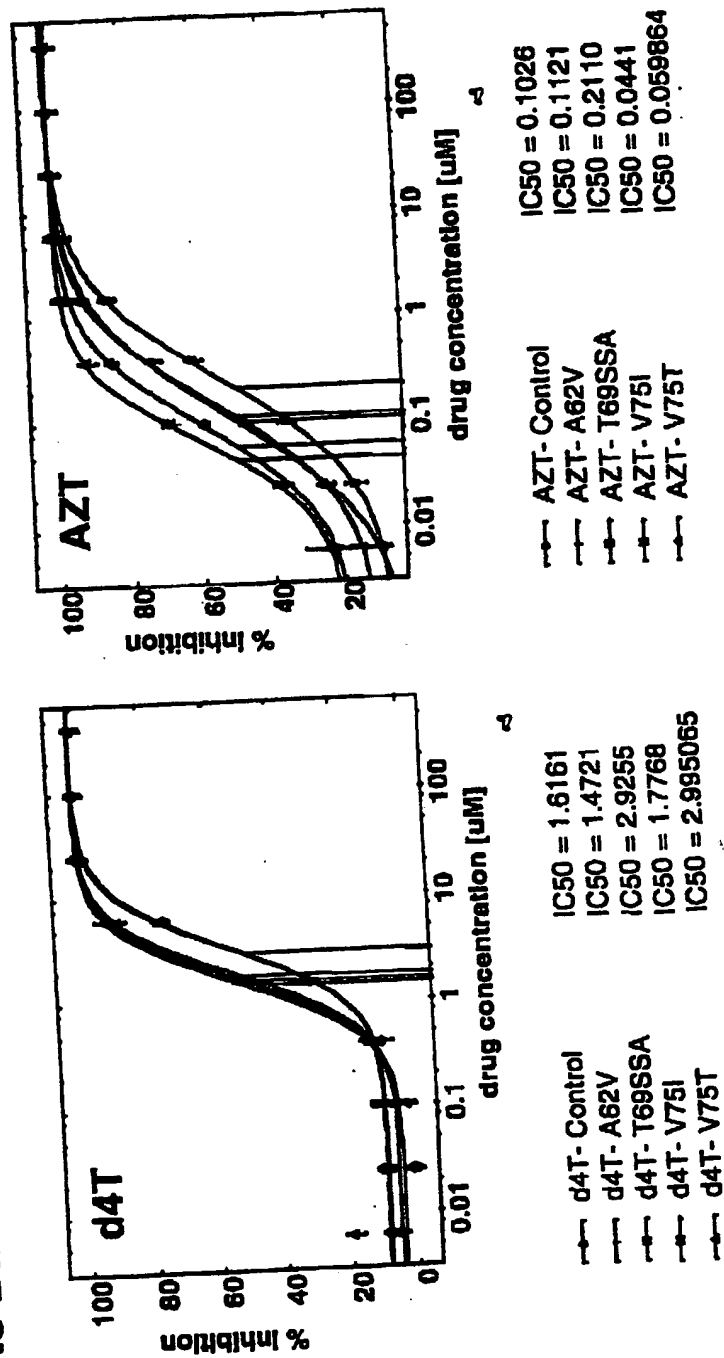 d4T
% inhibition
100
80
60
40
20
0
0.01
0.1
1
10
100
drug concentration [uM]
d4T- Control IC50 = 1.6161
d4T- A62V IC50 = 1.4721
d4T- T69SSA IC50 = 2.9255
d4T- V75I IC50 = 1.7768
d4T- V75T IC50 = 2.995065
AZT
% inhibition
100
80
60
40
20
0.01
0.1
1
10
100
drug concentration [uM]
AZT- Control IC50 = 0.1026
AZT- A62V IC50 = 0.1121
AZT- T69SSA IC50 = 0.2110
AZT- V75I IC50 = 0.0441
AZT- V75T IC50 = 0.059864